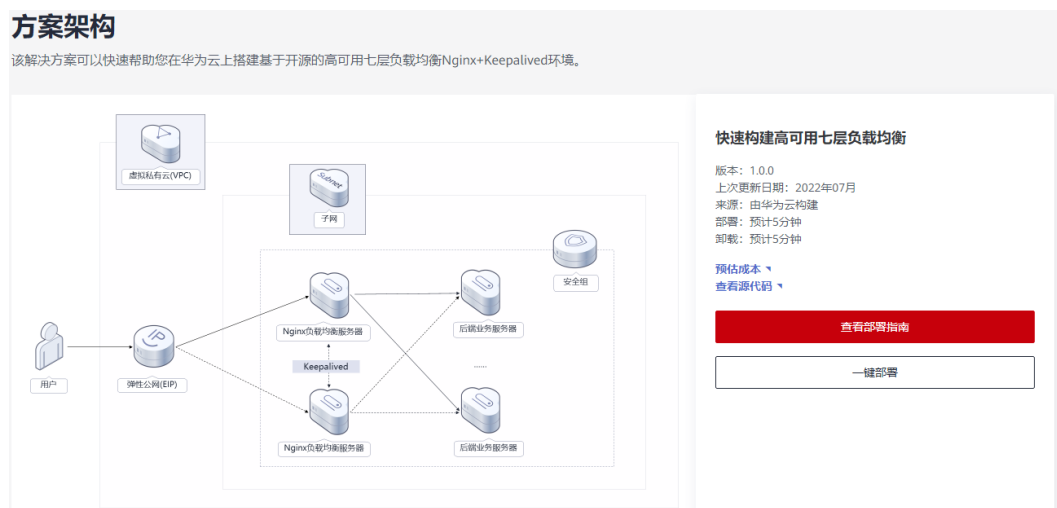 方案架构
该解决方案可以快速帮助您在华为云上搭建基于开源的高可用七层负载均衡Nginx+Keepalived环境。
虚拟私有云(VPC)
Subnet
子网
安全组
Nginx负载均衡服务器
后端业务服务器
IP
用户
弹性公网(EIP)
Keepalived
......
Nginx负载均衡服务器
后端业务服务器
快速构建高可用七层负载均衡
版本：1.0.0
上次更新日期：2022年07月
来源：由华为云构建
部署：预计5分钟
卸载：预计5分钟
预估成本
查看源代码
查看部署指南
一键部署